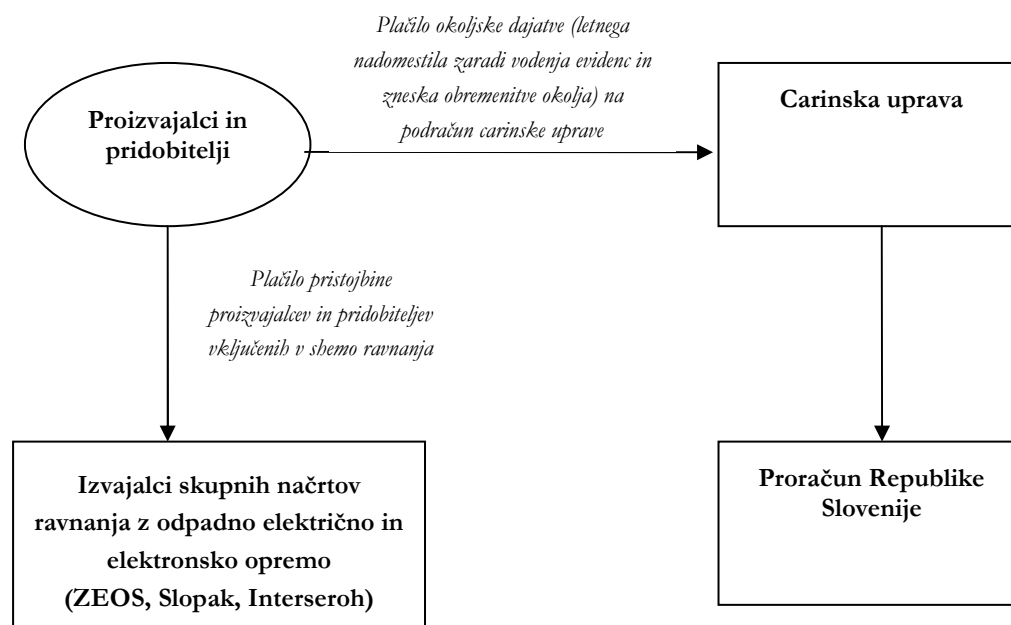 Plačilo okoljske dajatve (letnega
nadomestila zaradi vodenja evidenc in
zneska obremenitve okolja) na
podračun carinske uprave
Proizvajalci in
pridobitelji
Carinska uprava
Plačilo pristojbine
proizvajalcev in pridobiteljev
vključenih v shemo ravnanja
Izvajalci skupnih načrtov
ravnanja z odpadno električno in
elektronsko opremo
(ZEOS, Slopak, Interseroh)
Proračun Republike
Slovenije